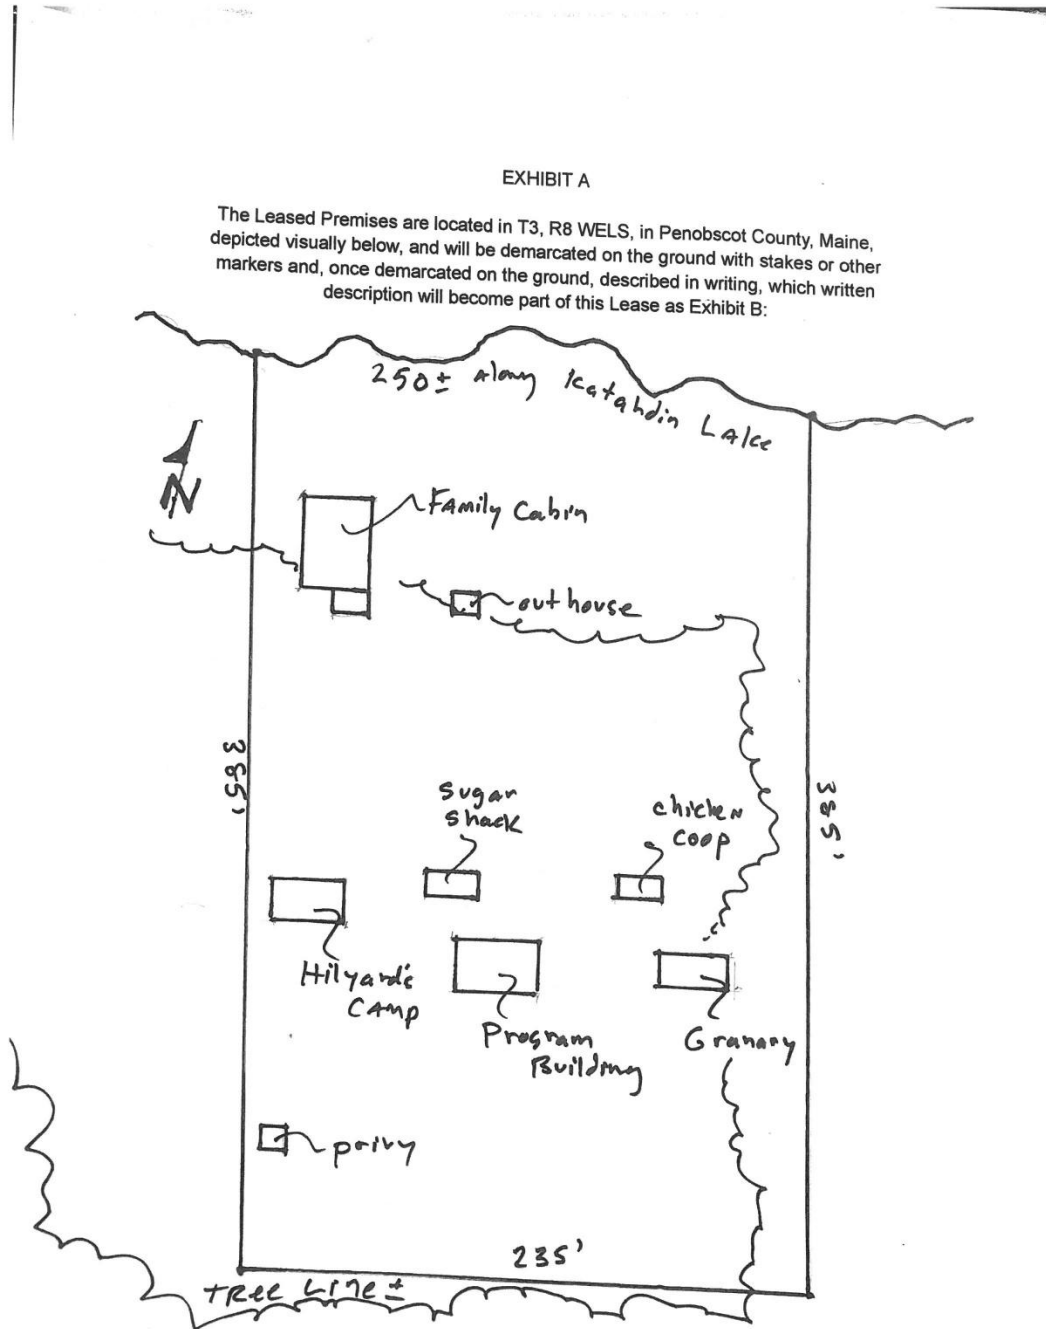 EXHIBIT A
The Leased Premises are located in T3, R8 WELS, in Penobscot County, Maine,
depicted visually below, and will be demarcated on the ground with stakes or other
markers and, once demarcated on the ground, described in writing, which written
description will become part of this Lease as Exhibit B:
250± Along Katahdin Lake
N
Family Cabin
outhouse
385'
385'
sugar
shack
chicken
coop
Hilyard's
Camp
Program
Building
Granary
privy
235'
Tree Line ±